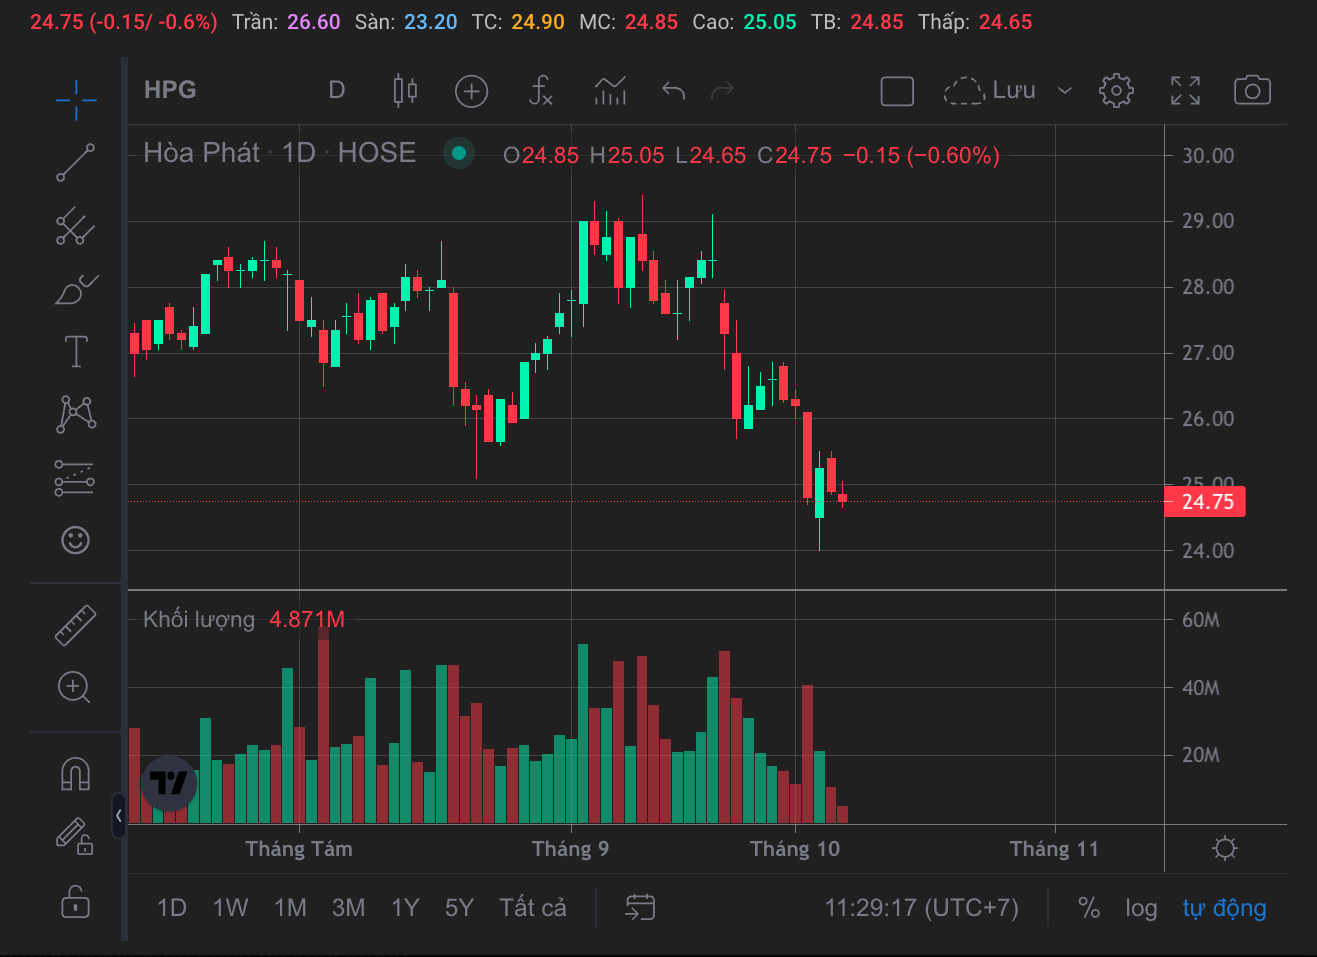 24.75 (-0.15/ -0.6%) Trần: 26.60 Sàn: 23.20 TC: 24.90 MC: 24.85 Cao: 25.05 TB: 24.85 Thấp: 24.65
HPG D Lưu
Hòa Phát · 1D · HOSE O24.85 H25.05 L24.65 C24.75 −0.15 (−0.60%)
30.00
29.00
28.00
27.00
26.00
25.00
24.75
24.00
Khối lượng 4.871M
60M
40M
20M
Tháng Tám Tháng 9 Tháng 10 Tháng 11
1D 1W 1M 3M 1Y 5Y Tất cả 11:29:17 (UTC+7) % log tự động